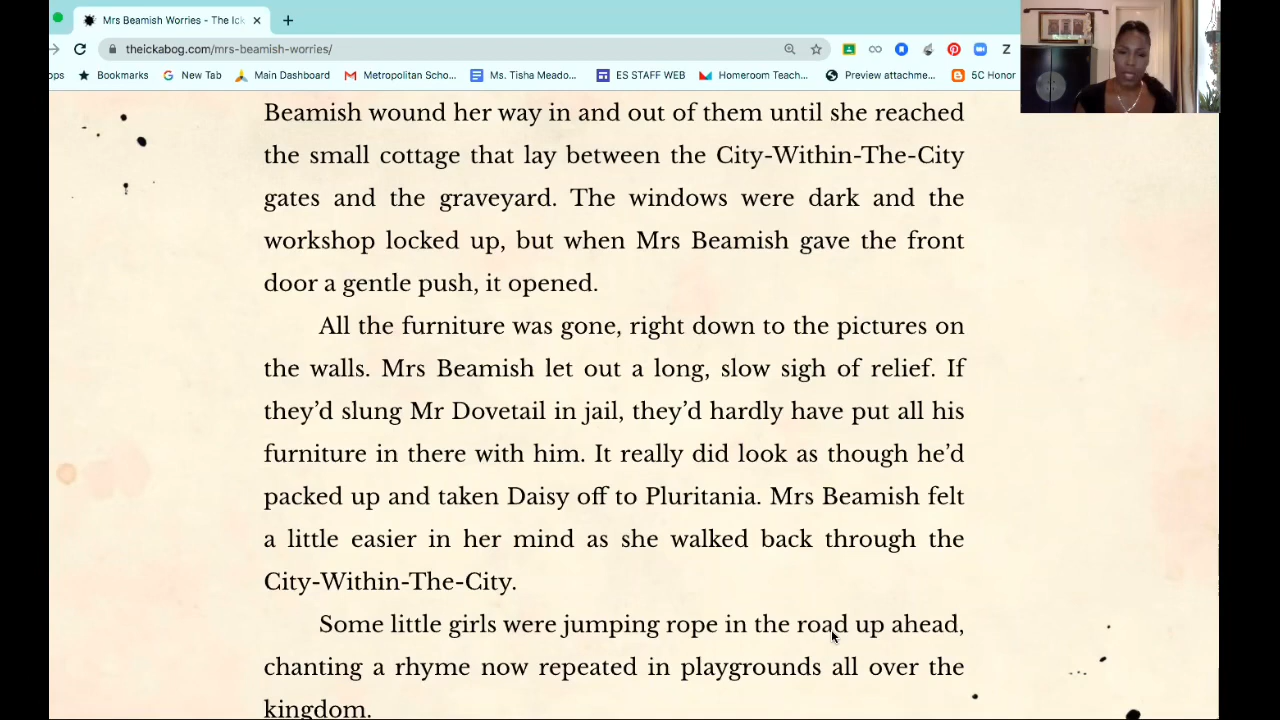 Mrs Beamish Worries - The Ick
theickabog.com/mrs-beamish-worries/
ops Bookmarks New Tab Main Dashboard Metropolitan Scho... Ms. Tisha Meado... ES STAFF WEB Homeroom Teach... Preview attachme... 5C Honor
Beamish wound her way in and out of them until she reached
the small cottage that lay between the City-Within-The-City
gates and the graveyard. The windows were dark and the
workshop locked up, but when Mrs Beamish gave the front
door a gentle push, it opened.
All the furniture was gone, right down to the pictures on
the walls. Mrs Beamish let out a long, slow sigh of relief. If
they’d slung Mr Dovetail in jail, they’d hardly have put all his
furniture in there with him. It really did look as though he’d
packed up and taken Daisy off to Pluritania. Mrs Beamish felt
a little easier in her mind as she walked back through the
City-Within-The-City.
Some little girls were jumping rope in the road up ahead,
chanting a rhyme now repeated in playgrounds all over the
kingdom.